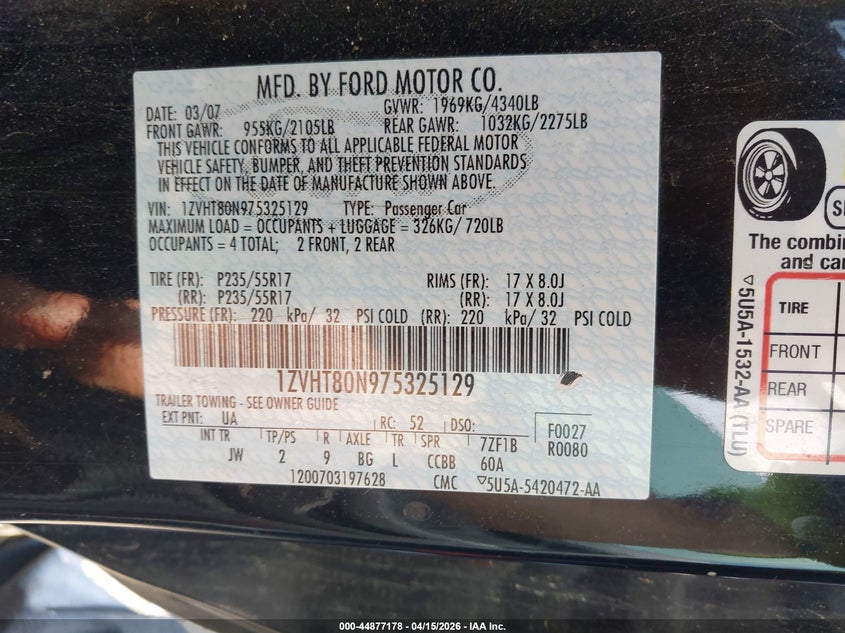 MFD. BY FORD MOTOR CO.
DATE: 03/07
GVWR: 1969KG/4340LB
FRONT GAWR: 955KG/2105LB
REAR GAWR: 1032KG/2275LB
THIS VEHICLE CONFORMS TO ALL APPLICABLE FEDERAL MOTOR
VEHICLE SAFETY, BUMPER, AND THEFT PREVENTION STANDARDS
IN EFFECT ON THE DATE OF MANUFACTURE SHOWN ABOVE.
VIN: 1ZVHT80N975325129 TYPE: Passenger Car
MAXIMUM LOAD = OCCUPANTS + LUGGAGE = 326KG/ 720LB
OCCUPANTS = 4 TOTAL; 2 FRONT, 2 REAR
TIRE (FR): P235/55R17 RIMS (FR): 17 X 8.0J
(RR): P235/55R17 (RR): 17 X 8.0J
PRESSURE (FR): 220 kPa/ 32 PSI COLD (RR): 220 kPa/ 32 PSI COLD
1ZVHT80N975325129
TRAILER TOWING - SEE OWNER GUIDE
EXT PNT: UA RC: 52 DSO:
F0027
R0080
INT TR TP/PS R AXLE TR SPR 7ZF1B
JW 2 9 BG L CCBB 60A
1200703197628 CMC ▽5U5A-5420472-AA
▽5U5A-1532-AA (TLU)
The combin
and car
TIRE
FRONT
REAR
SPARE
000-44877178 - 04/15/2026 - IAA Inc.